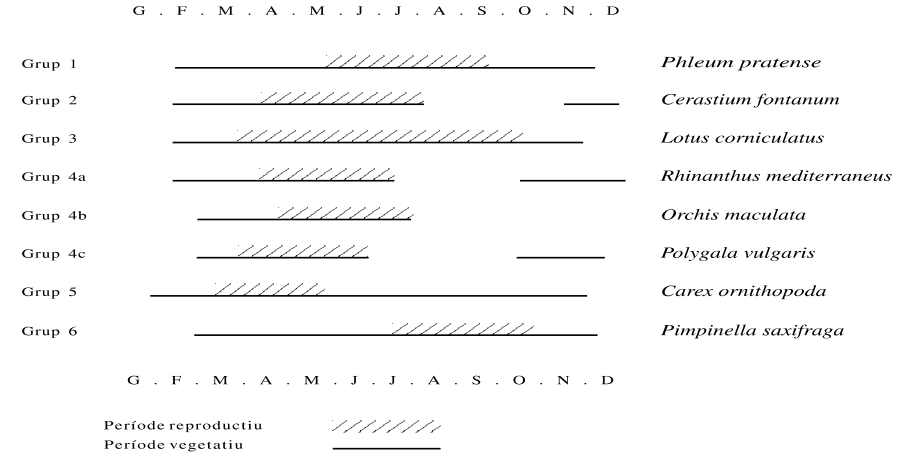 G . F . M . A . M . J . J . A . S . O . N . D
Grup 1 Phleum pratense
Grup 2 Cerastium fontanum
Grup 3 Lotus corniculatus
Grup 4a Rhinanthus mediterraneus
Grup 4b Orchis maculata
Grup 4c Polygala vulgaris
Grup 5 Carex ornithopoda
Grup 6 Pimpinella saxifraga
G . F . M . A . M . J . J . A . S . O . N . D
Període reproductiu
Període vegetatiu